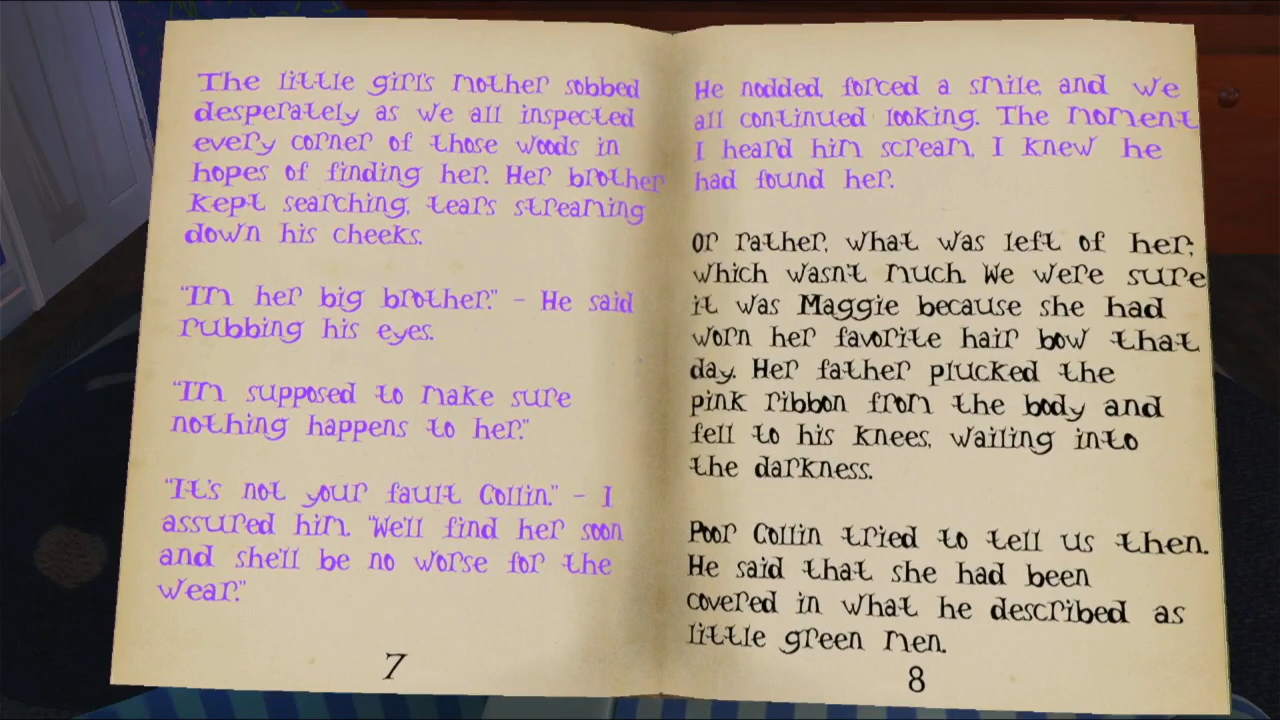 The little girl's mother sobbed
desperately as we all inspected
every corner of those woods in
hopes of finding her. Her brother
kept searching, tears streaming
down his cheeks.
"I'm her big brother." - He said
rubbing his eyes.
"I'm supposed to make sure
nothing happens to her."
"It's not your fault Collin." - I
assured him. "We'll find her soon
and she'll be no worse for the
wear."
7
He nodded, forced a smile, and we
all continued looking. The moment
I heard him scream, I knew he
had found her.
Or rather, what was left of her;
which wasn't much. We were sure
it was Maggie because she had
worn her favorite hair bow that
day. Her father plucked the
pink ribbon from the body and
fell to his knees, wailing into
the darkness.
Poor Collin tried to tell us then.
He said that she had been
covered in what he described as
little green men.
8